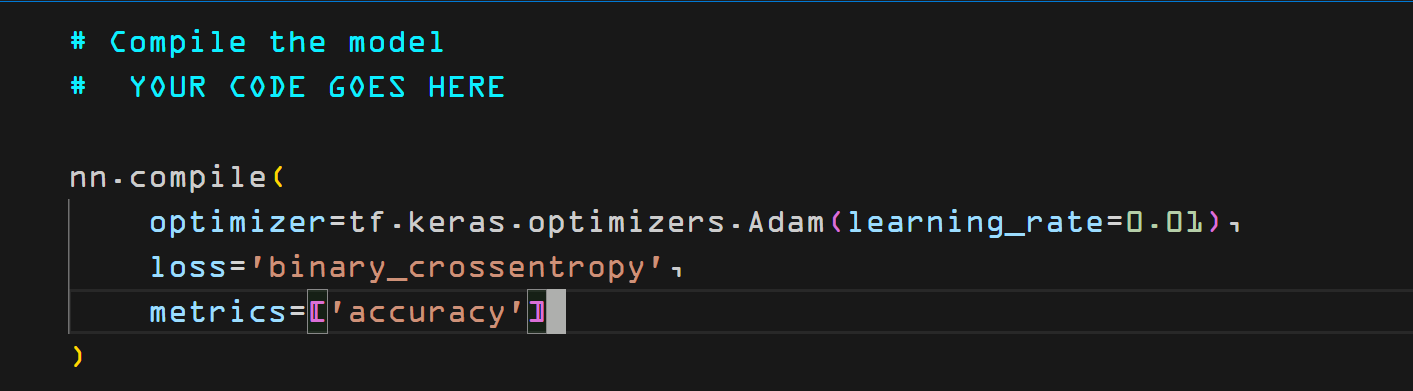 # Compile the model
#  YOUR CODE GOES HERE
nn.compile(
    optimizer=tf.keras.optimizers.Adam(learning_rate=0.01),
    loss='binary_crossentropy',
    metrics=['accuracy']
)